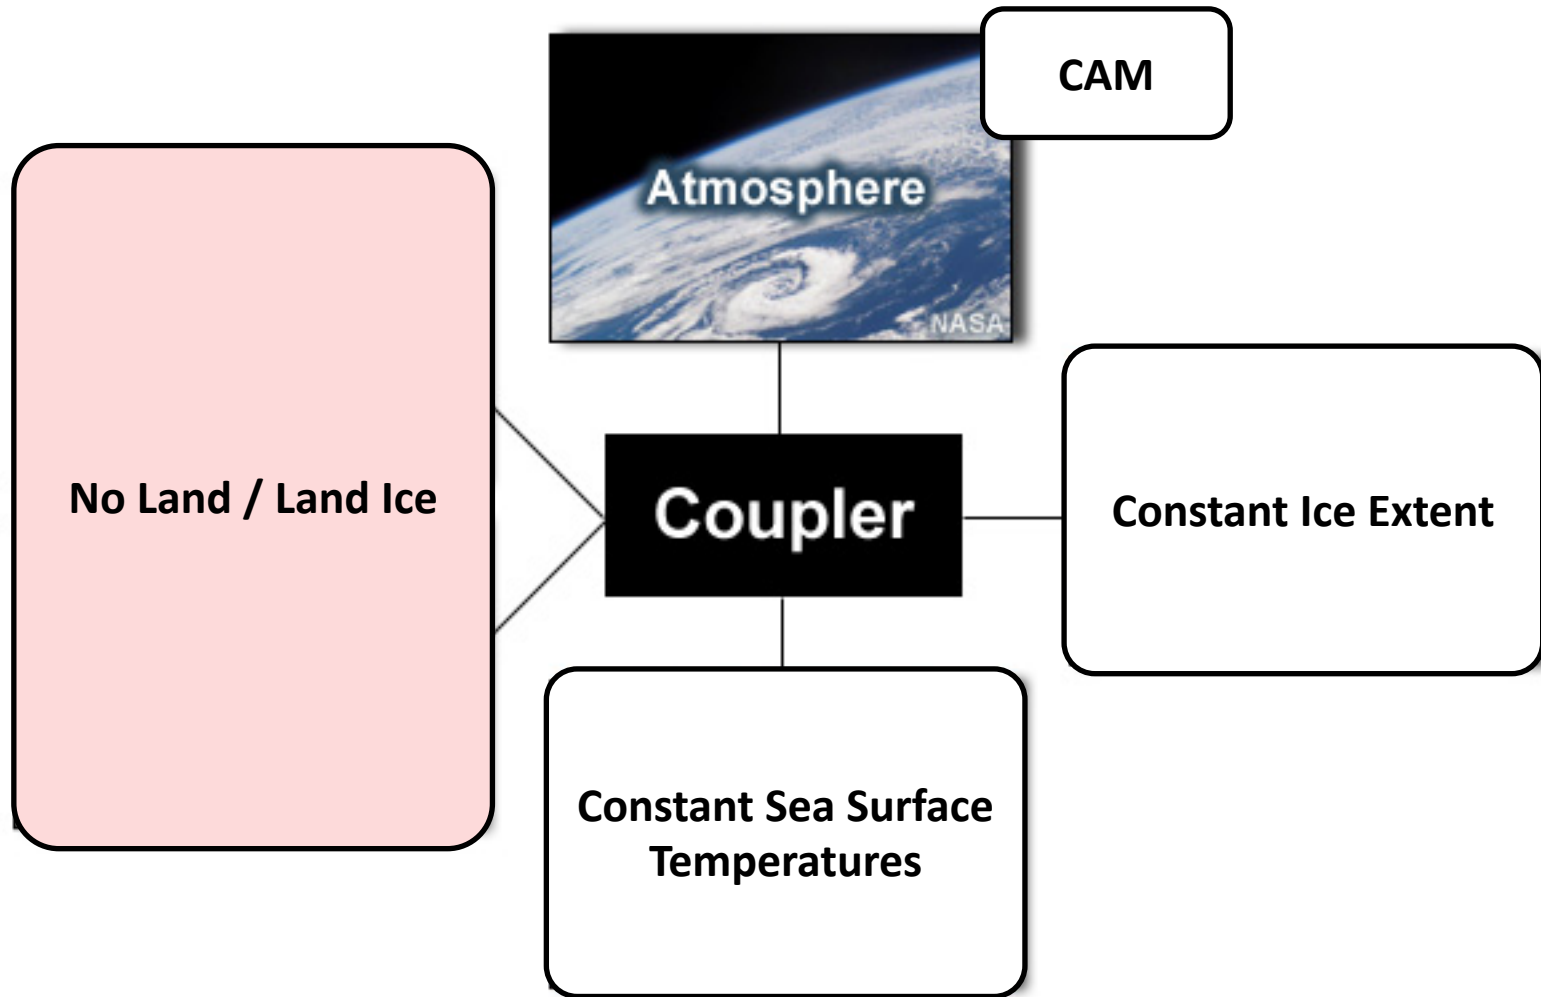 CAM
Atmosphere
NASA
No Land / Land Ice
Coupler
Constant Ice Extent
Constant Sea Surface
Temperatures